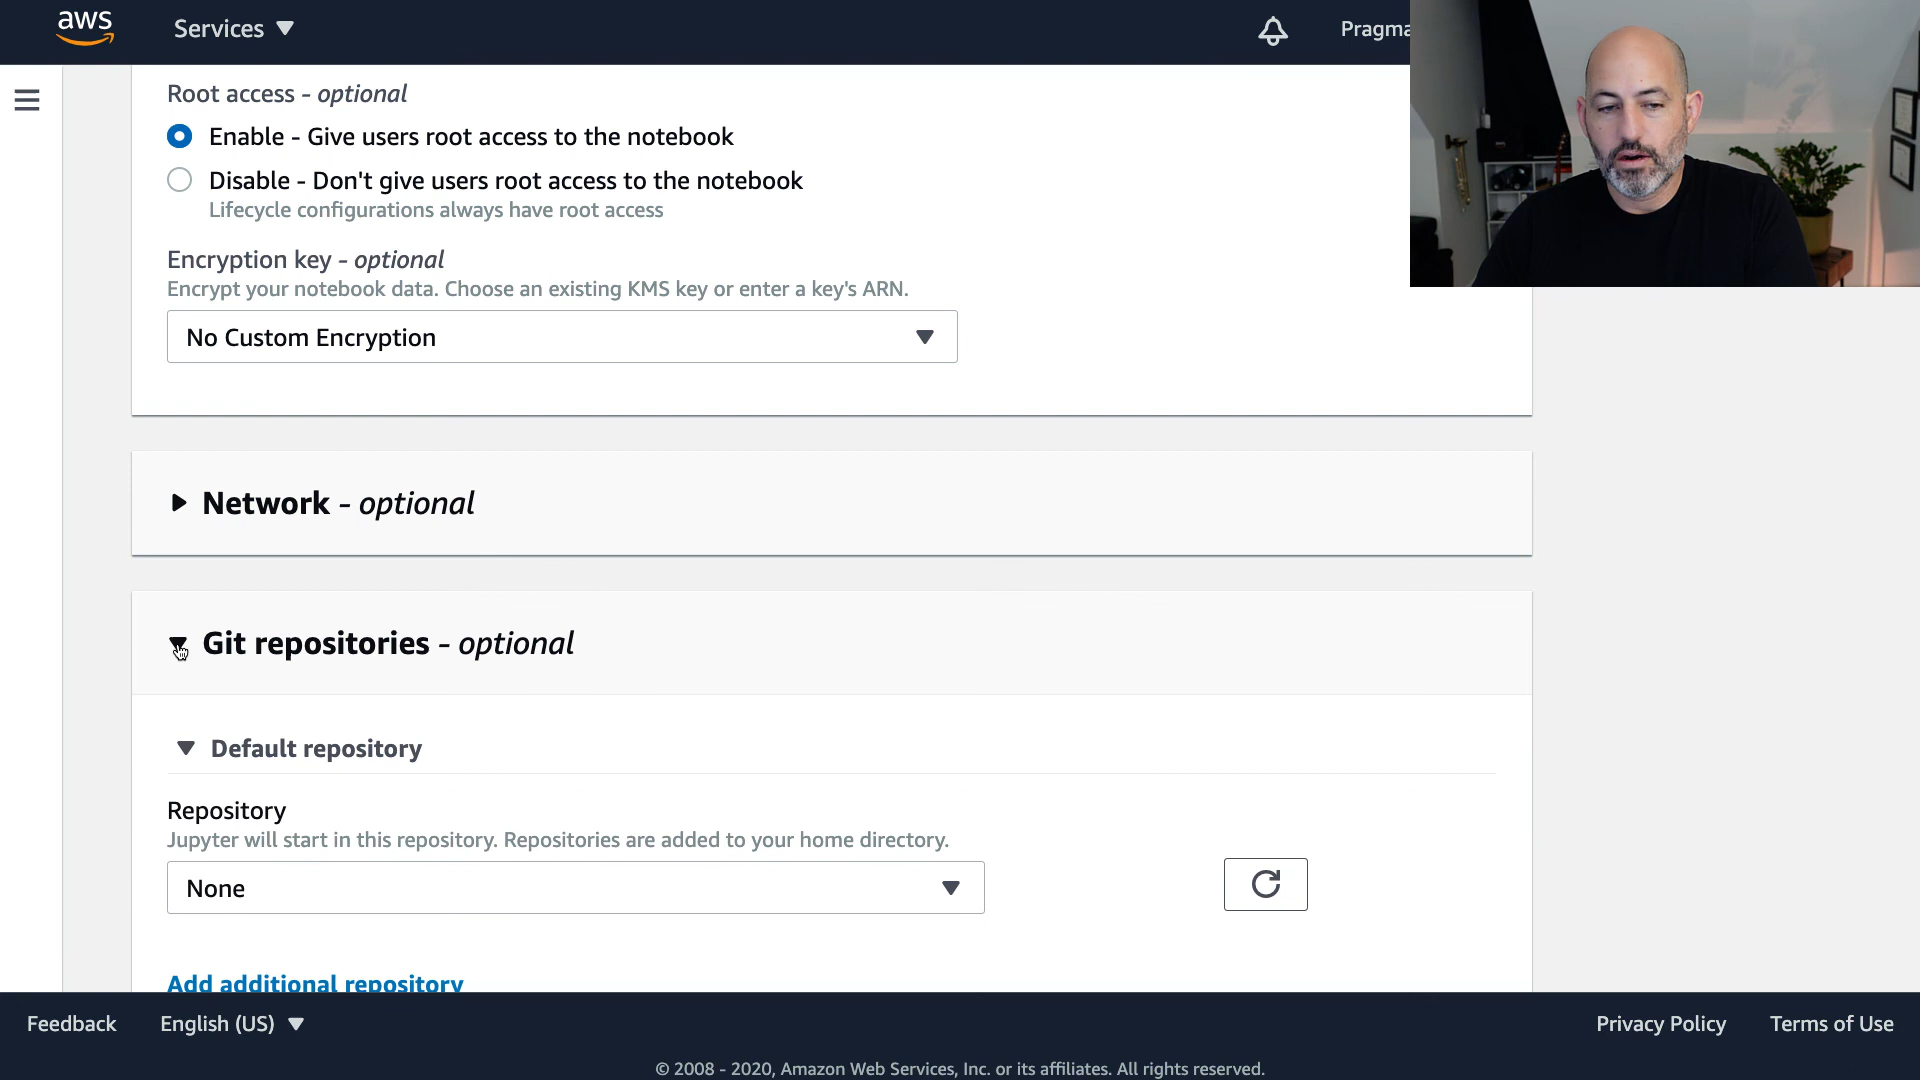 aws
Services
Pragma
Root access - optional
Enable - Give users root access to the notebook
Disable - Don't give users root access to the notebook
Lifecycle configurations always have root access
Encryption key - optional
Encrypt your notebook data. Choose an existing KMS key or enter a key's ARN.
No Custom Encryption
Network - optional
Git repositories - optional
Default repository
Repository
Jupyter will start in this repository. Repositories are added to your home directory.
None
Add additional repository
Feedback
English (US)
Privacy Policy
Terms of Use
© 2008 - 2020, Amazon Web Services, Inc. or its affiliates. All rights reserved.